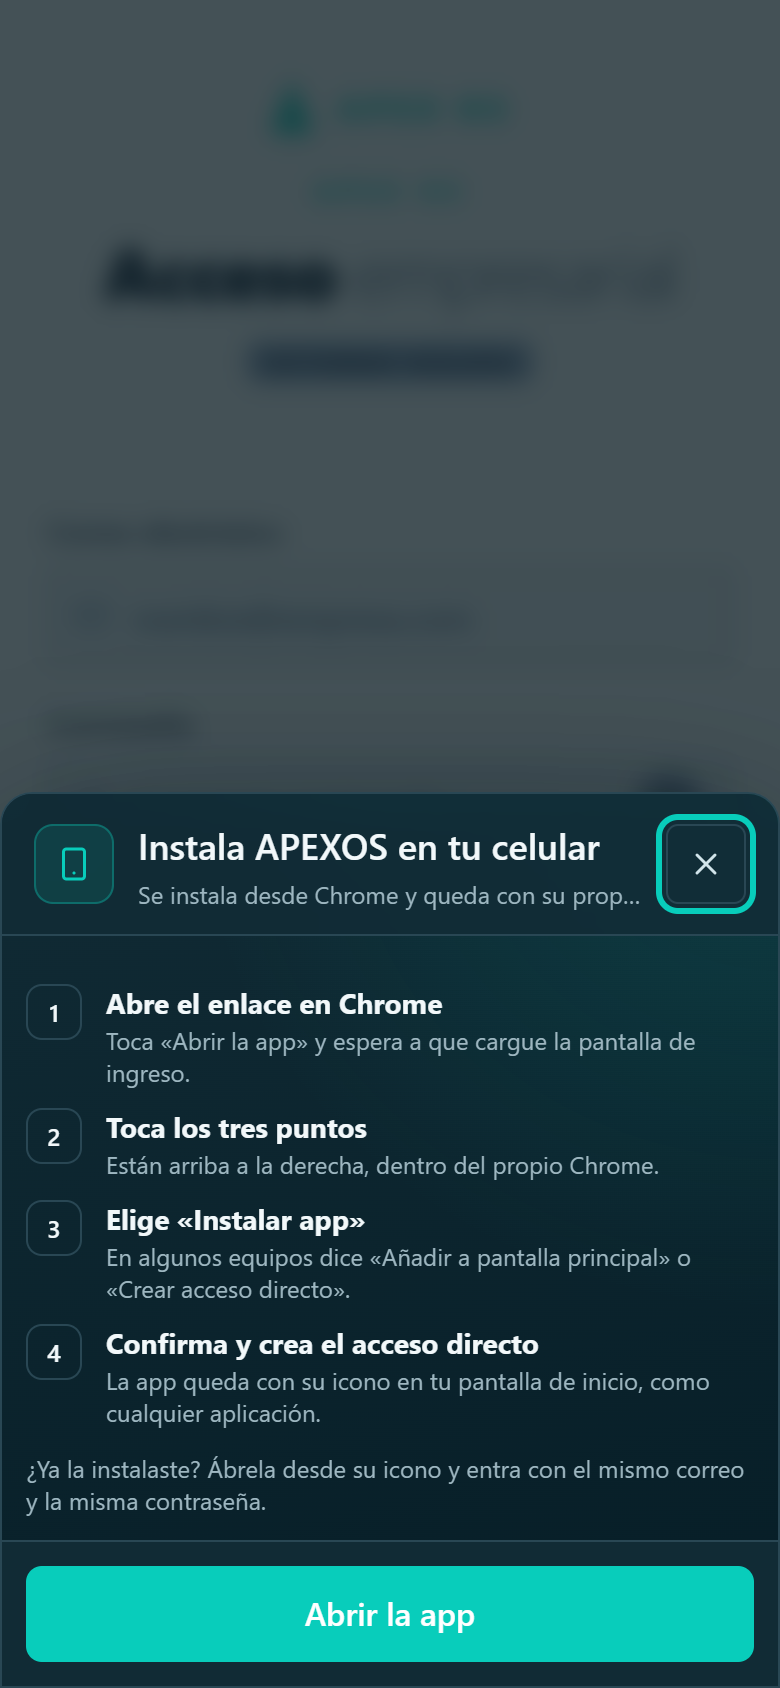 Acceso empresarial
Instala APEXOS en tu celular
Se instala desde Chrome y queda con su prop...
1
Abre el enlace en Chrome
Toca «Abrir la app» y espera a que cargue la pantalla de
ingreso.
2
Toca los tres puntos
Están arriba a la derecha, dentro del propio Chrome.
3
Elige «Instalar app»
En algunos equipos dice «Añadir a pantalla principal» o
«Crear acceso directo».
4
Confirma y crea el acceso directo
La app queda con su icono en tu pantalla de inicio, como
cualquier aplicación.
¿Ya la instalaste? Ábrela desde su icono y entra con el mismo correo
y la misma contraseña.
Abrir la app